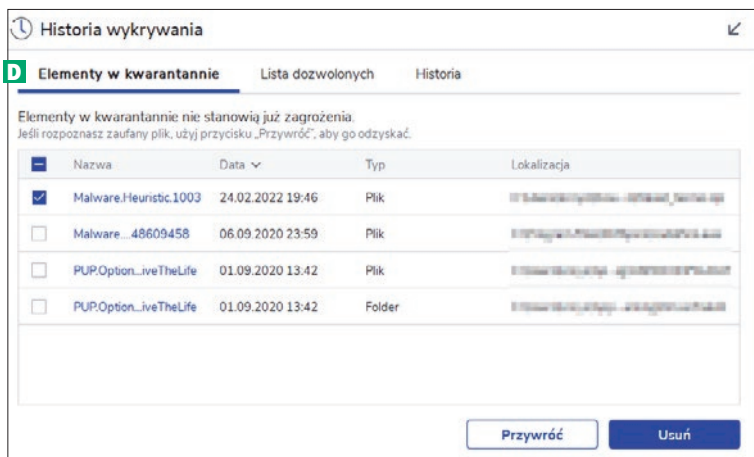 Historia wykrywania
D
Elementy w kwarantannie Lista dozwolonych Historia
Elementy w kwarantannie nie stanowią już zagrożenia.
Jeśli rozpoznasz zaufany plik, użyj przycisku „Przywróć”, aby go odzyskać.
Nazwa Data Typ Lokalizacja
Malware.Heuristic.1003 24.02.2022 19:46 Plik
Malware....48609458 06.09.2020 23:59 Plik
PUP.Option...iveTheLife 01.09.2020 13:42 Plik
PUP.Option...iveTheLife 01.09.2020 13:42 Folder
Przywróć Usuń